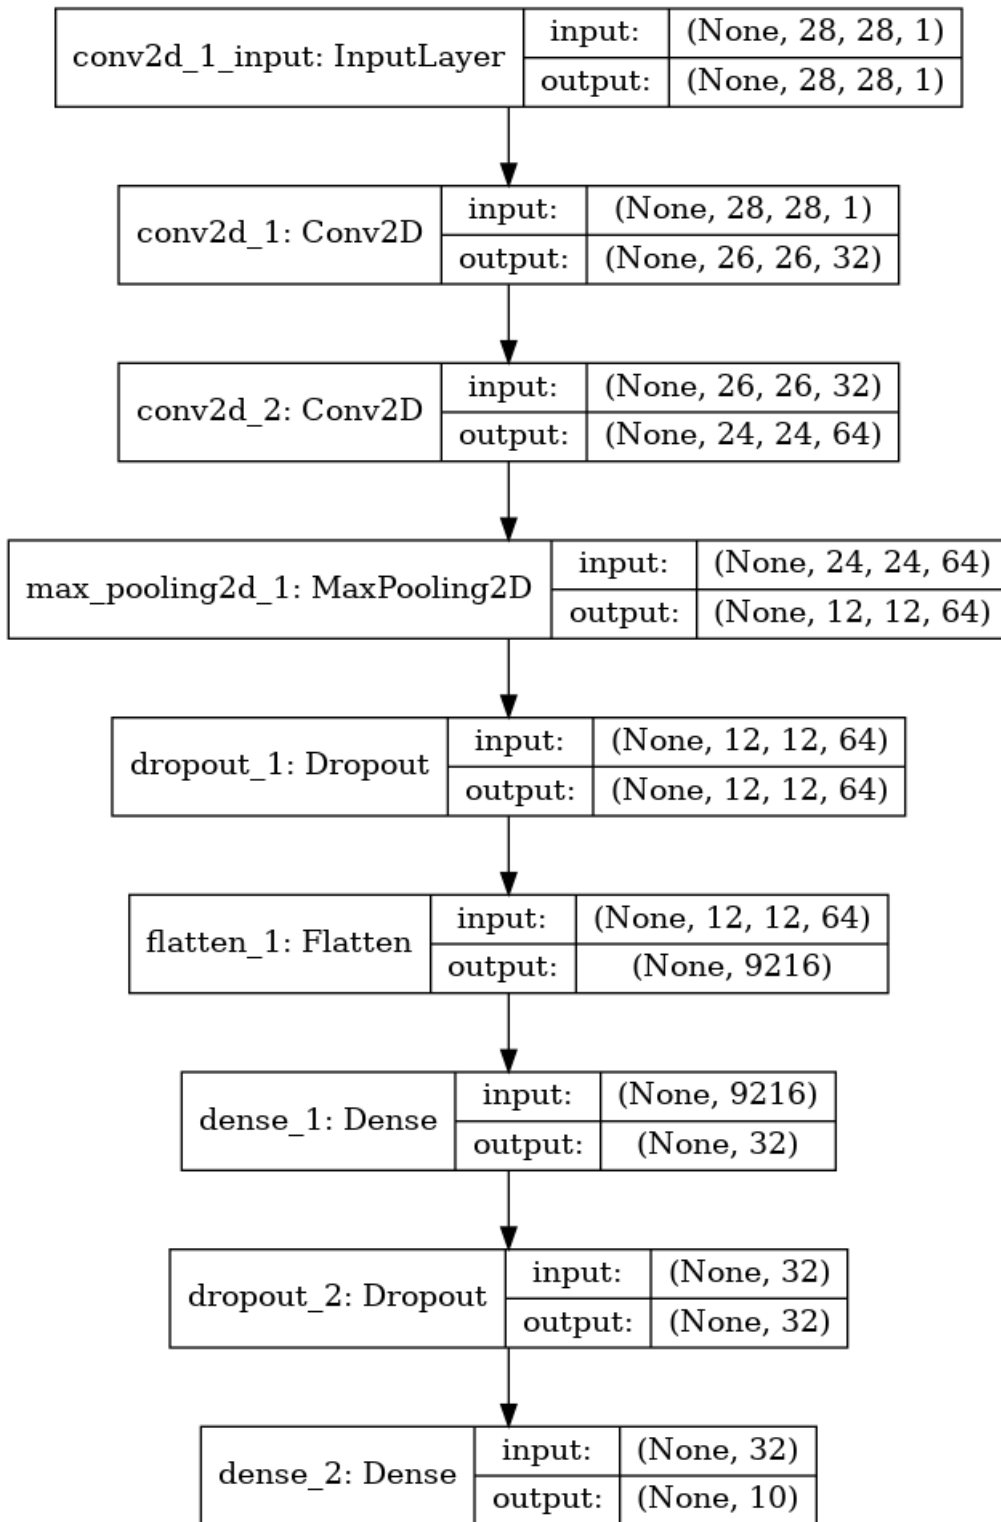 conv2d_1_input: InputLayer
input:
(None, 28, 28, 1)
output:
(None, 28, 28, 1)
conv2d_1: Conv2D
input:
(None, 28, 28, 1)
output:
(None, 26, 26, 32)
conv2d_2: Conv2D
input:
(None, 26, 26, 32)
output:
(None, 24, 24, 64)
max_pooling2d_1: MaxPooling2D
input:
(None, 24, 24, 64)
output:
(None, 12, 12, 64)
dropout_1: Dropout
input:
(None, 12, 12, 64)
output:
(None, 12, 12, 64)
flatten_1: Flatten
input:
(None, 12, 12, 64)
output:
(None, 9216)
dense_1: Dense
input:
(None, 9216)
output:
(None, 32)
dropout_2: Dropout
input:
(None, 32)
output:
(None, 32)
dense_2: Dense
input:
(None, 32)
output:
(None, 10)